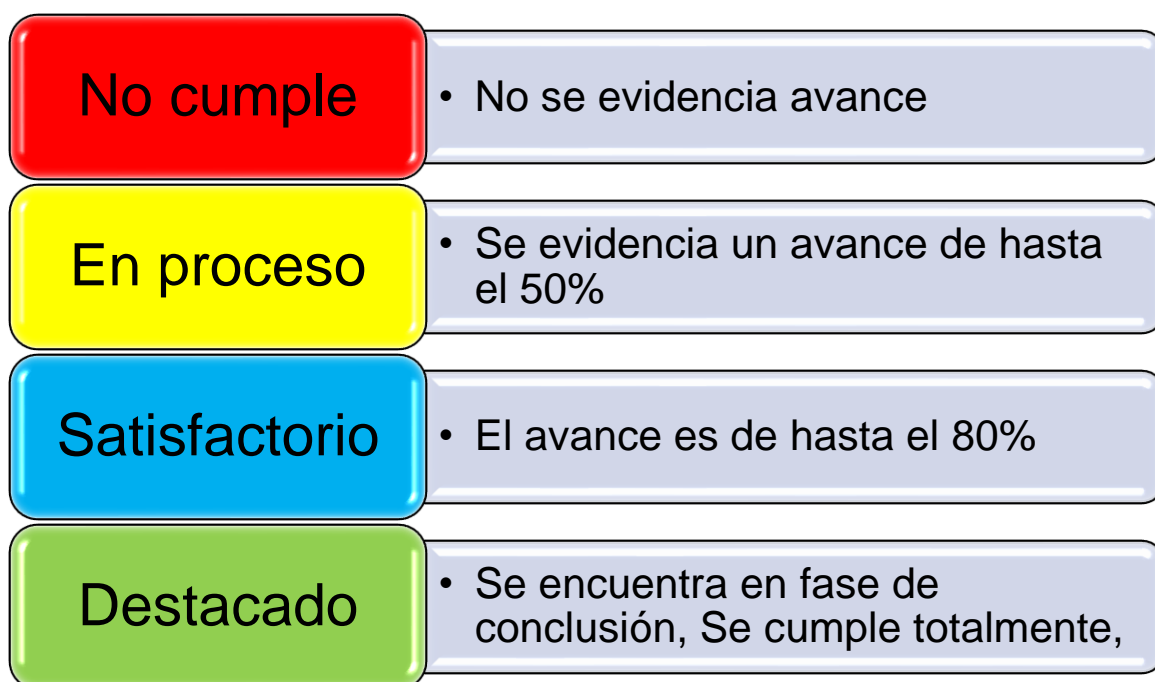 No cumple
• No se evidencia avance
En proceso
• Se evidencia un avance de hasta
el 50%
Satisfactorio
• El avance es de hasta el 80%
Destacado
• Se encuentra en fase de
conclusión, Se cumple totalmente,